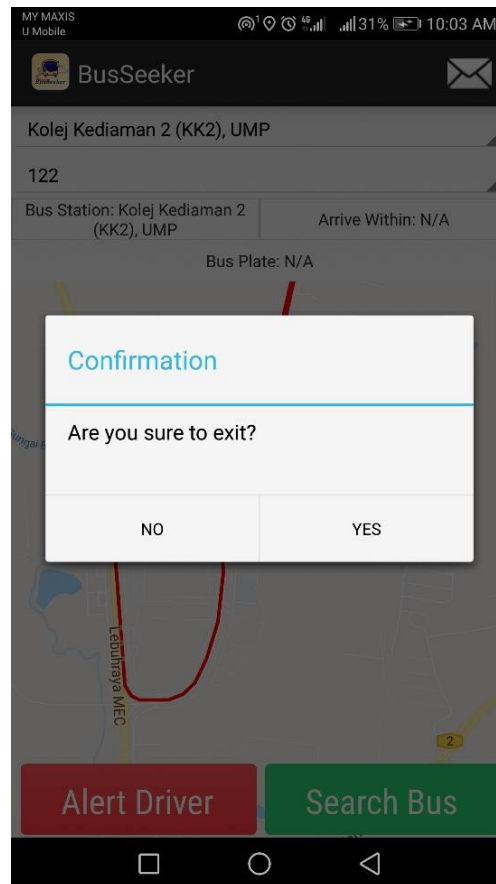 MY MAXIS
U Mobile
31% 10:03 AM
BusSeeker
Kolej Kediaman 2 (KK2), UMP
122
Bus Station: Kolej Kediaman 2
(KK2), UMP
Arrive Within: N/A
Bus Plate: N/A
Confirmation
Are you sure to exit?
NO YES
Lebuhraya MEC
2
Alert Driver Search Bus